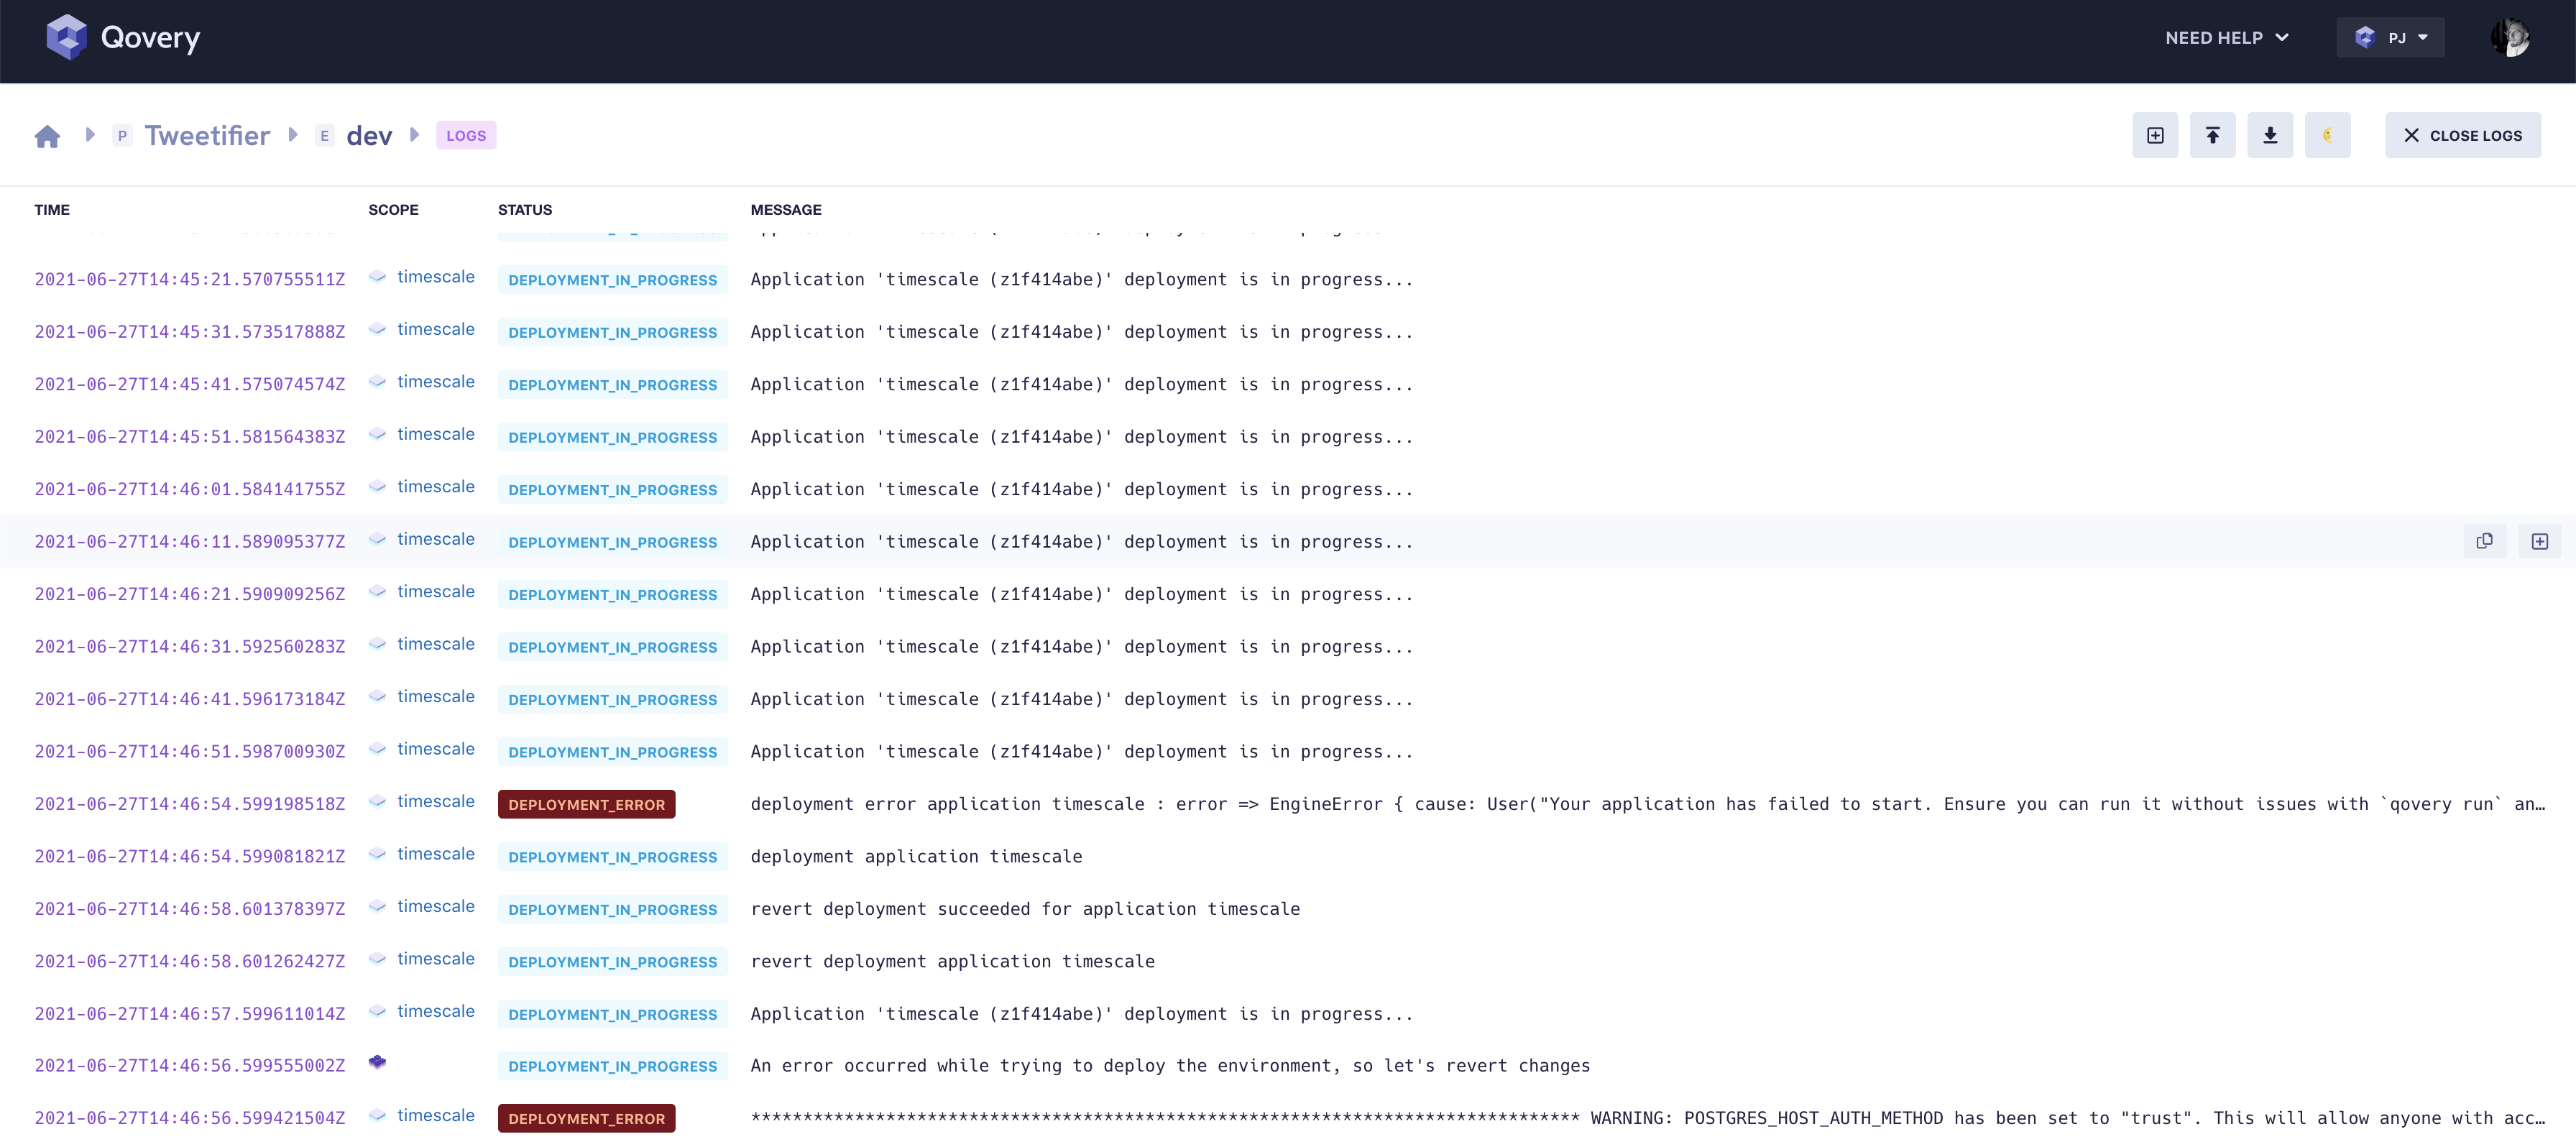 Qovery
NEED HELP
PJ
P Tweetifier E dev LOGS
CLOSE LOGS
TIME SCOPE STATUS MESSAGE
2021-06-27T14:45:21.570755511Z timescale DEPLOYMENT_IN_PROGRESS Application 'timescale (z1f414abe)' deployment is in progress...
2021-06-27T14:45:31.573517888Z timescale DEPLOYMENT_IN_PROGRESS Application 'timescale (z1f414abe)' deployment is in progress...
2021-06-27T14:45:41.575074574Z timescale DEPLOYMENT_IN_PROGRESS Application 'timescale (z1f414abe)' deployment is in progress...
2021-06-27T14:45:51.581564383Z timescale DEPLOYMENT_IN_PROGRESS Application 'timescale (z1f414abe)' deployment is in progress...
2021-06-27T14:46:01.584141755Z timescale DEPLOYMENT_IN_PROGRESS Application 'timescale (z1f414abe)' deployment is in progress...
2021-06-27T14:46:11.589095377Z timescale DEPLOYMENT_IN_PROGRESS Application 'timescale (z1f414abe)' deployment is in progress...
2021-06-27T14:46:21.590909256Z timescale DEPLOYMENT_IN_PROGRESS Application 'timescale (z1f414abe)' deployment is in progress...
2021-06-27T14:46:31.592560283Z timescale DEPLOYMENT_IN_PROGRESS Application 'timescale (z1f414abe)' deployment is in progress...
2021-06-27T14:46:41.596173184Z timescale DEPLOYMENT_IN_PROGRESS Application 'timescale (z1f414abe)' deployment is in progress...
2021-06-27T14:46:51.598700930Z timescale DEPLOYMENT_IN_PROGRESS Application 'timescale (z1f414abe)' deployment is in progress...
2021-06-27T14:46:54.599198518Z timescale DEPLOYMENT_ERROR deployment error application timescale : error => EngineError { cause: User("Your application has failed to start. Ensure you can run it without issues with `qovery run` an…
2021-06-27T14:46:54.599081821Z timescale DEPLOYMENT_IN_PROGRESS deployment application timescale
2021-06-27T14:46:58.601378397Z timescale DEPLOYMENT_IN_PROGRESS revert deployment succeeded for application timescale
2021-06-27T14:46:58.601262427Z timescale DEPLOYMENT_IN_PROGRESS revert deployment application timescale
2021-06-27T14:46:57.599611014Z timescale DEPLOYMENT_IN_PROGRESS Application 'timescale (z1f414abe)' deployment is in progress...
2021-06-27T14:46:56.599555002Z DEPLOYMENT_IN_PROGRESS An error occurred while trying to deploy the environment, so let's revert changes
2021-06-27T14:46:56.599421504Z timescale DEPLOYMENT_ERROR ******************************************************************************** WARNING: POSTGRES_HOST_AUTH_METHOD has been set to "trust". This will allow anyone with acc…